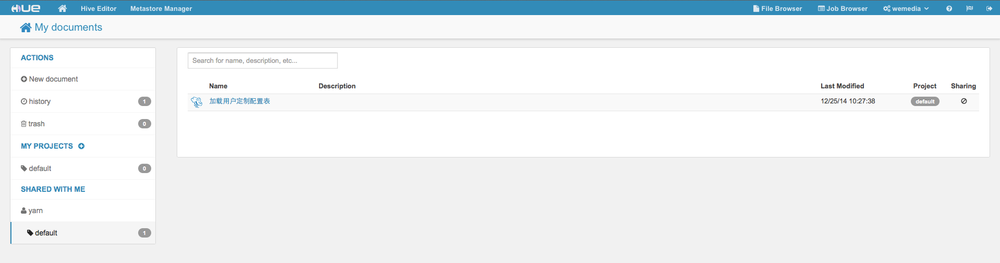 HUE Hive Editor Metastore Manager File Browser Job Browser wemedia
My documents
ACTIONS
New document
history 1
trash 0
MY PROJECTS
default 0
SHARED WITH ME
yarn
default 1
Search for name, description, etc...
Name Description Last Modified Project Sharing
加载用户定制配置表 12/25/14 10:27:38 default